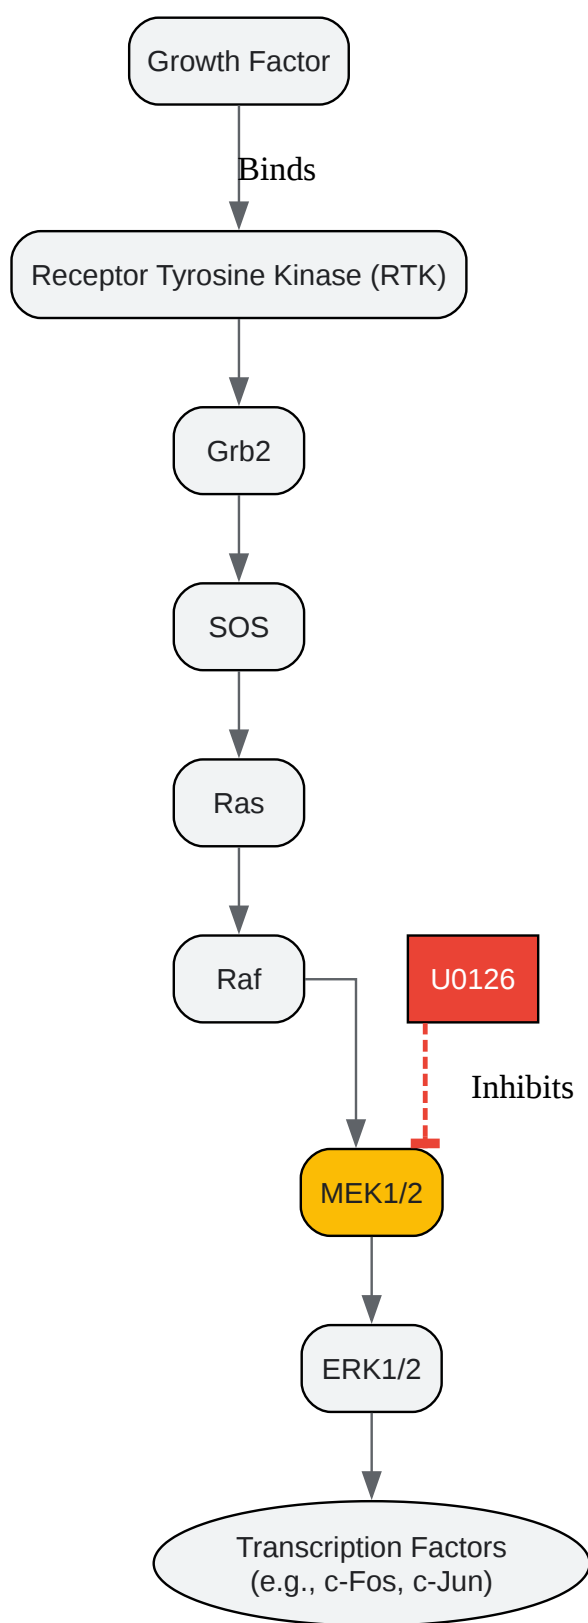 Growth Factor
Binds
Receptor Tyrosine Kinase (RTK)
Grb2
SOS
Ras
Raf
U0126
Inhibits
MEK1/2
ERK1/2
Transcription Factors
(e.g., c-Fos, c-Jun)